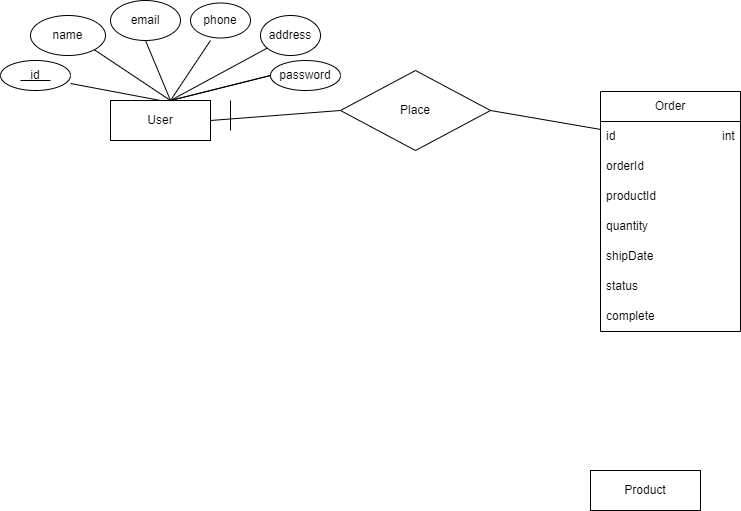 email
phone
name
address
id
password
User
Place
Order
id int
orderId
productId
quantity
shipDate
status
complete
Product